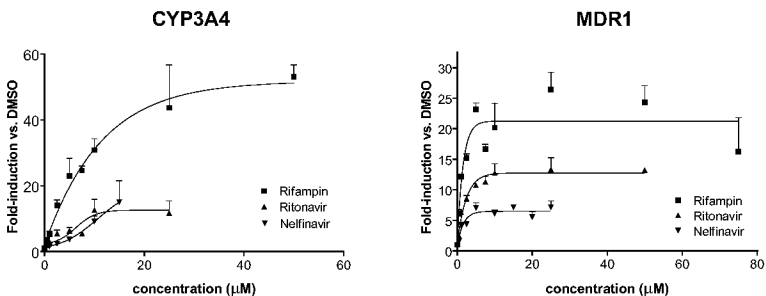 CYP3A4
Fold-induction vs. DMSO
60
40
20
0
0
20
40
60
concentration (μM)
Rifampin
Ritonavir
Nelfinavir
MDR1
Fold-induction vs. DMSO
30
25
20
15
10
5
0
0
20
40
60
80
concentration (μM)
Rifampin
Ritonavir
Nelfinavir